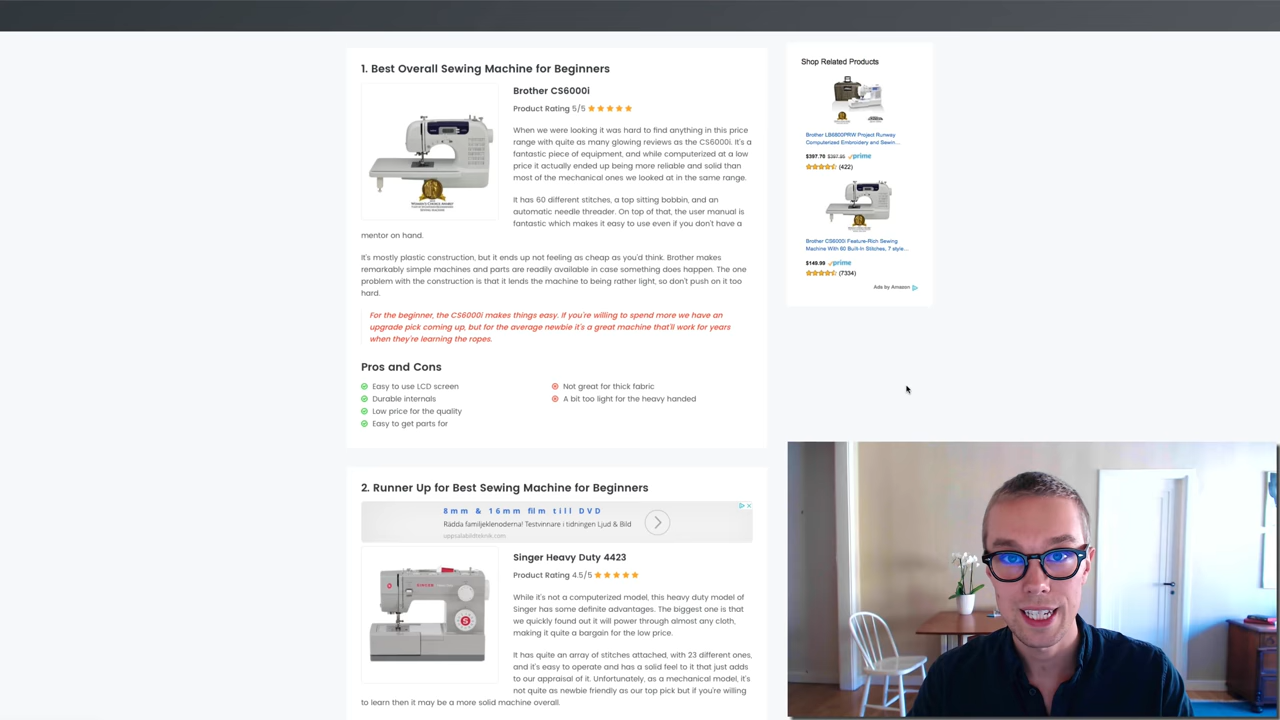 1. Best Overall Sewing Machine for Beginners
Brother CS6000i
Product Rating 5/5
When we were looking it was hard to find anything in this price
range with quite as many glowing reviews as the CS6000i. It's a
fantastic piece of equipment, and while computerized at a low
price it actually ended up being more reliable and solid than
most of the mechanical ones we looked at in the same range.
It has 60 different stitches, a top sitting bobbin, and an
automatic needle threader. On top of that, the user manual is
fantastic which makes it easy to use even if you don't have a
mentor on hand.
It's mostly plastic construction, but it ends up not feeling as cheap as you'd think. Brother makes
remarkably simple machines and parts are readily available in case something does happen. The one
problem with the construction is that it lends the machine to being rather light, so don't push on it too
hard.
For the beginner, the CS6000i makes things easy. If you're willing to spend more we have an
upgrade pick coming up, but for the average newbie it's a great machine that'll work for years
when they're learning the ropes.
Pros and Cons
Easy to use LCD screen
Durable internals
Low price for the quality
Easy to get parts for
Not great for thick fabric
A bit too light for the heavy handed
2. Runner Up for Best Sewing Machine for Beginners
8mm & 16mm film till DVD
Rädda familjeklenoderna! Testvinnare i tidningen Ljud & Bild
uppsalabildteknik.com
Singer Heavy Duty 4423
Product Rating 4.5/5
SINGER
S
While it's not a computerized model, this heavy duty model of
Singer has some definite advantages. The biggest one is that
we quickly found out it will power through almost any cloth,
making it quite a bargain for the low price.
It has quite an array of stitches attached, with 23 different ones,
and it's easy to operate and has a solid feel to it that just adds
to our appraisal of it. Unfortunately, as a mechanical model, it's
not quite as newbie friendly as our top pick but if you're willing
to learn then it may be a more solid machine overall.
Shop Related Products
Brother LB6800PRW Project Runway
Computerized Embroidery and Sewin...
$397.70 $397.95 prime
(422)
Brother CS6000i Feature-Rich Sewing
Machine With 60 Built-In Stitches, 7 style...
$149.99 prime
(7334)
Ads by Amazon